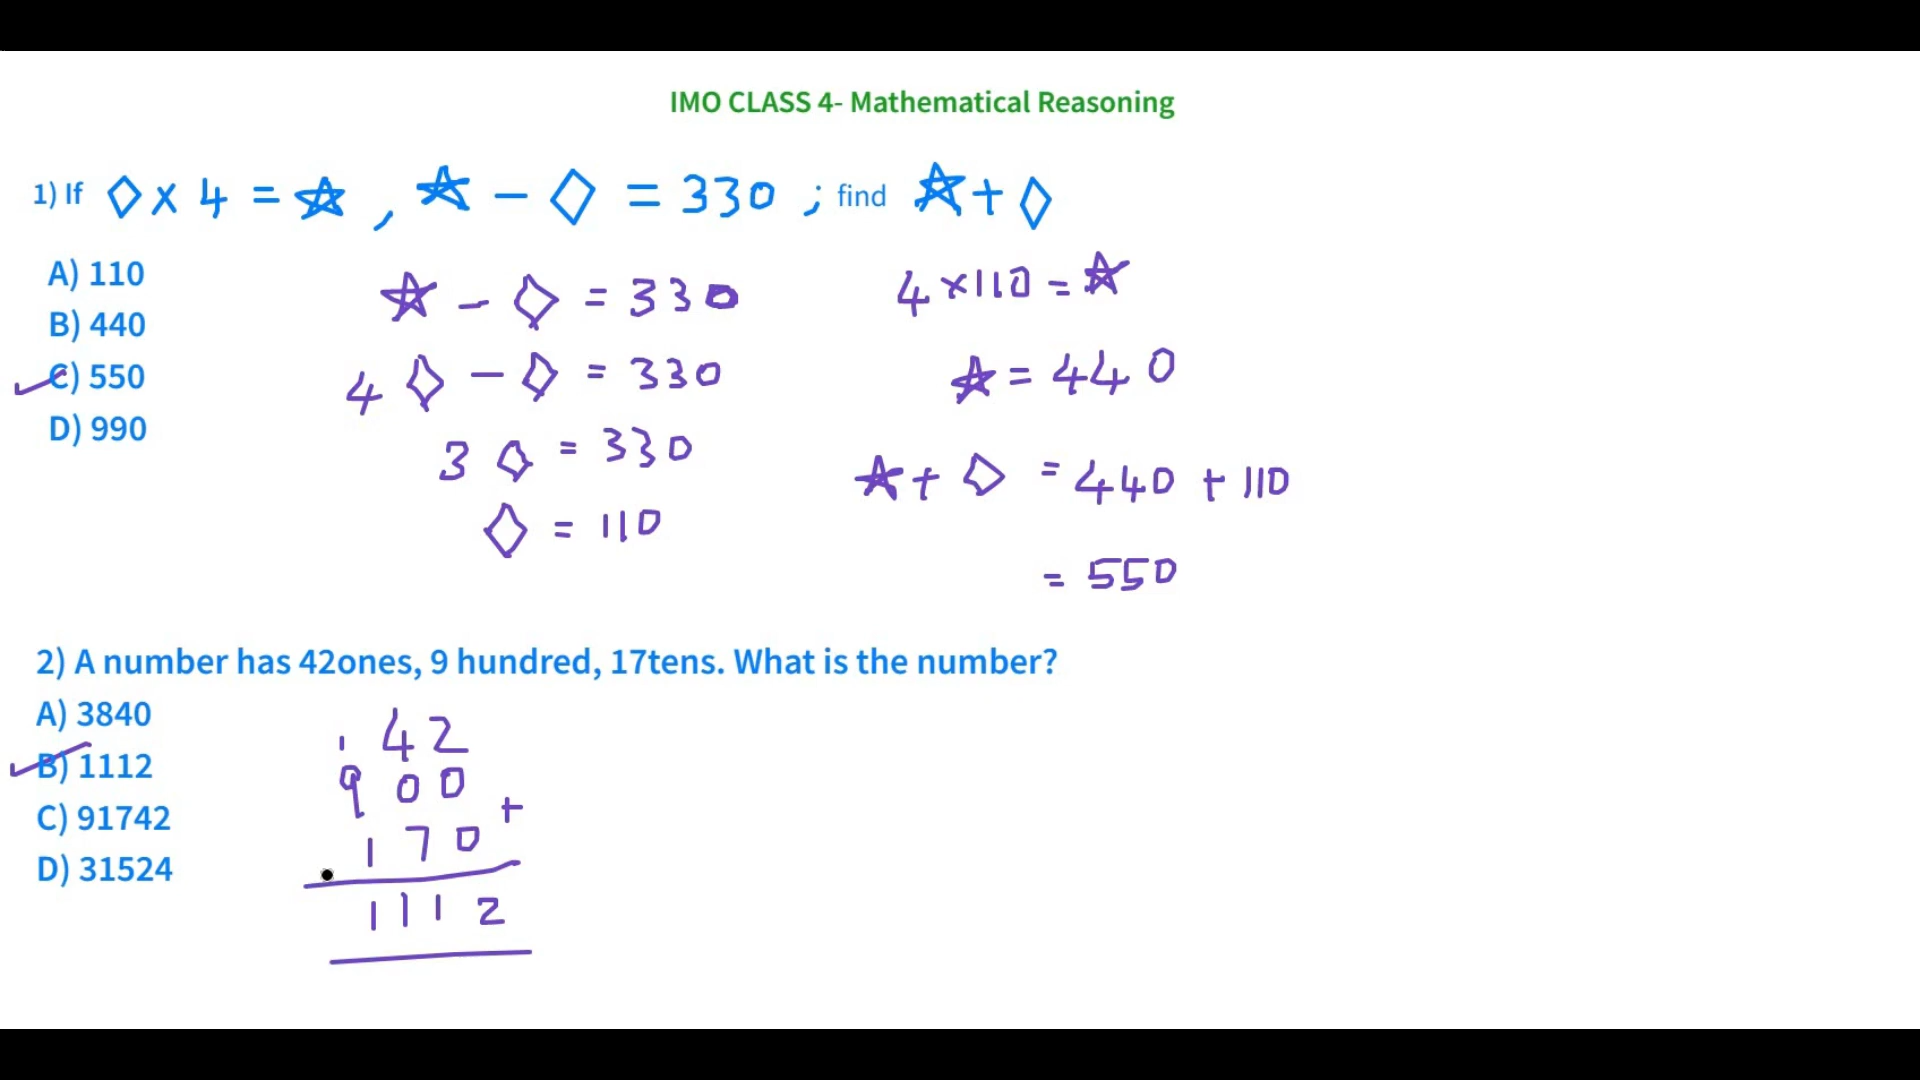 IMO CLASS 4- Mathematical Reasoning
1) If ◇ × 4 = ☆ , ☆ − ◇ = 330 ; find ☆ + ◇
A) 110
B) 440
C) 550
D) 990
☆ − ◇ = 330
4 ◇ − ◇ = 330
3 ◇ = 330
◇ = 110
4 × 110 = ☆
☆ = 440
☆ + ◇ = 440 + 110
= 550
2) A number has 42ones, 9 hundred, 17tens. What is the number?
A) 3840
B) 1112
C) 91742
D) 31524
1 42
900 +
170
1112